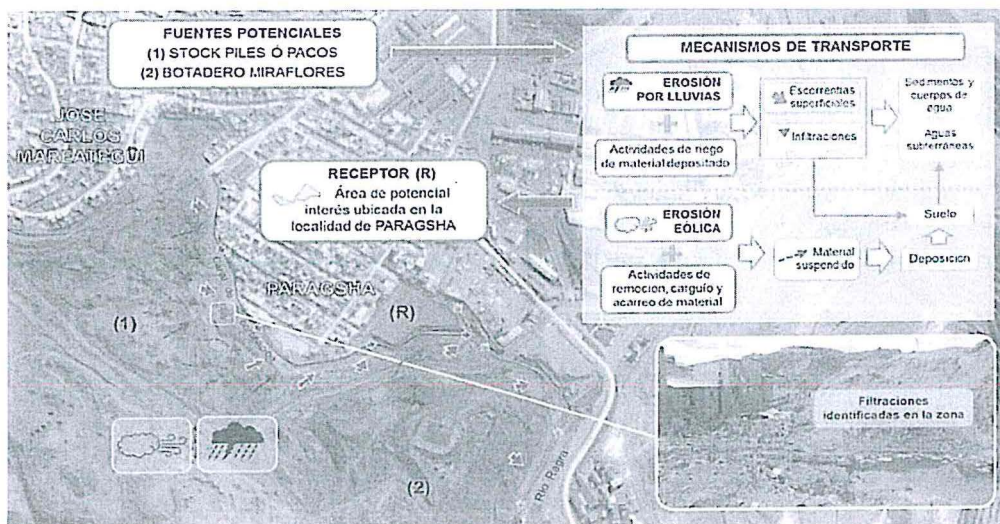 FUENTES POTENCIALES
(1) STOCK PILES Ó PACOS
(2) BOTADERO MIRAFLORES
JOSE
CARLOS
MAREATEGUI
RECEPTOR (R)
Área de potencial
interés ubicada en la
localidad de PARAGSHA
PARAGSHA
(1)
(R)
(2)
Río Ragra
MECANISMOS DE TRANSPORTE
EROSIÓN
POR LLUVIAS
Actividades de riego
de material depositado
Escorrentías
superficiales
Infiltraciones
Sedimentos y
cuerpos de
agua
Aguas
subterráneas
EROSIÓN
EÓLICA
Actividades de
remoción, carguío y
acarreo de material
Material
suspendido
Suelo
Deposición
Filtraciones
identificadas en la zona